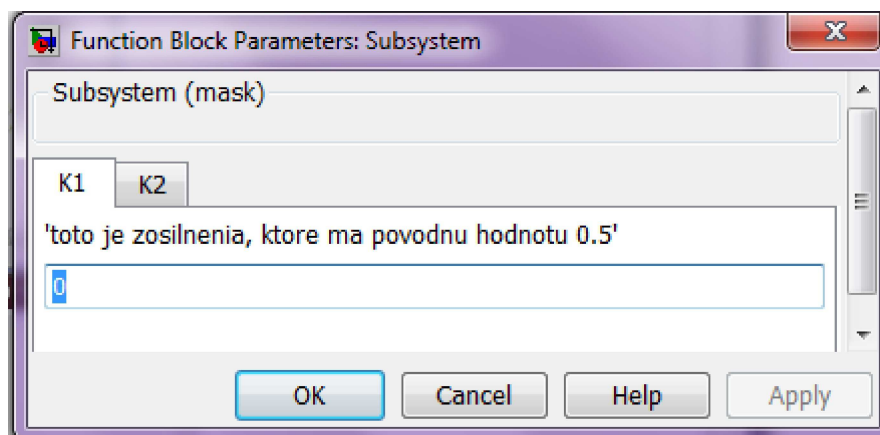 Function Block Parameters: Subsystem
Subsystem (mask)
K1 K2
'toto je zosilnenia, ktore ma povodnu hodnotu 0.5'
0
OK Cancel Help Apply